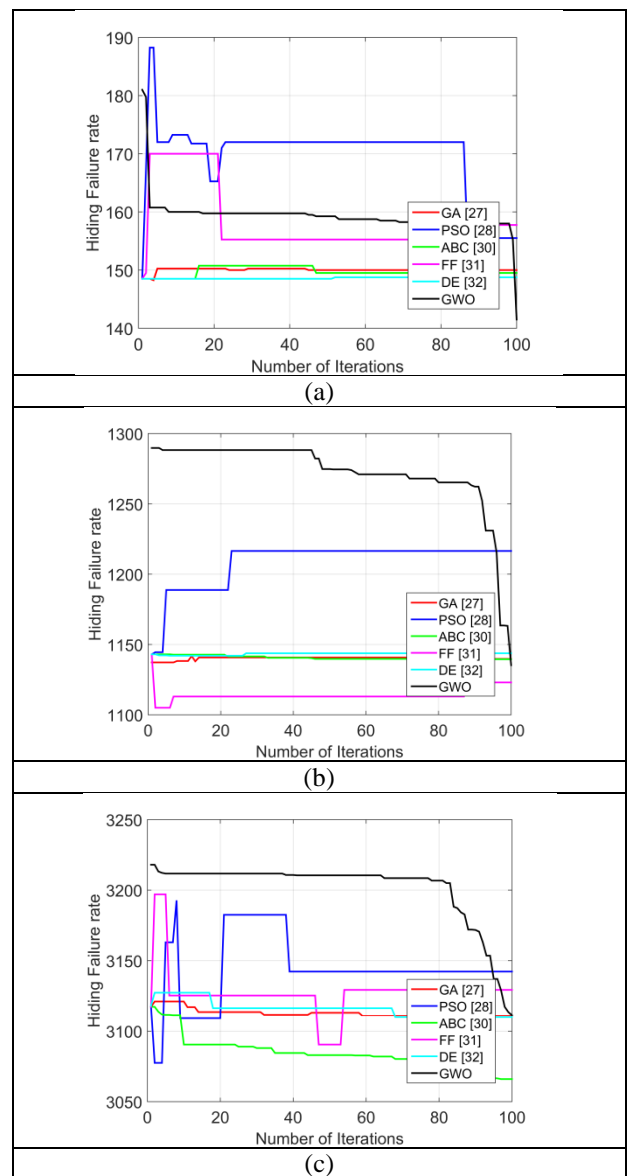 190
180
170
160
150
140
Hiding Failure rate
GA [27]
PSO [28]
ABC [30]
FF [31]
DE [32]
GWO
0 20 40 60 80 100
Number of Iterations
(a)
1300
1250
1200
1150
1100
Hiding Failure rate
GA [27]
PSO [28]
ABC [30]
FF [31]
DE [32]
GWO
0 20 40 60 80 100
Number of Iterations
(b)
3250
3200
3150
3100
3050
Hiding Failure rate
GA [27]
PSO [28]
ABC [30]
FF [31]
DE [32]
GWO
0 20 40 60 80 100
Number of Iterations
(c)